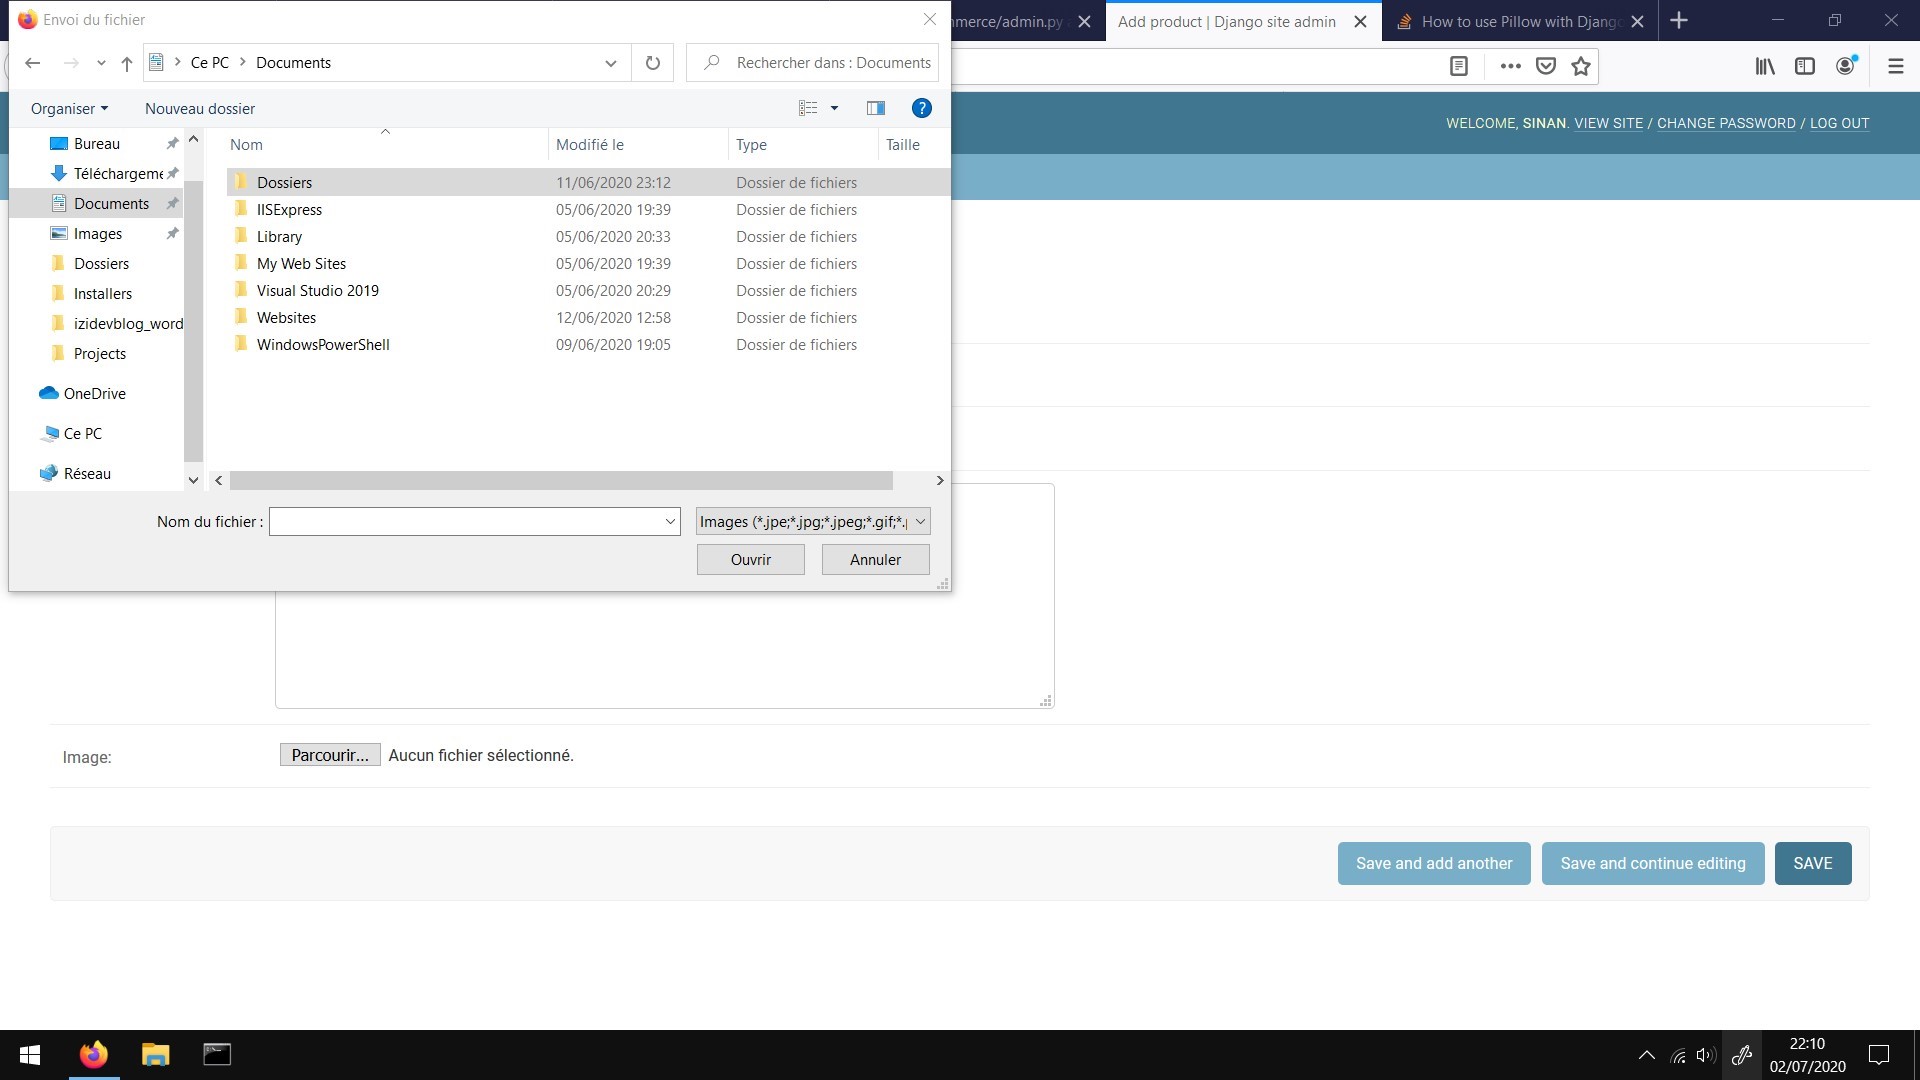 Envoi du fichier
nmerce/admin.py
Add product | Django site admin
How to use Pillow with Django
Ce PC
Documents
Rechercher dans : Documents
Organiser
Nouveau dossier
WELCOME, SINAN. VIEW SITE / CHANGE PASSWORD / LOG OUT
Nom Modifié le Type Taille
Bureau
Téléchargeme
Documents
Images
Dossiers
Installers
izidevblog_word
Projects
OneDrive
Ce PC
Réseau
Dossiers 11/06/2020 23:12 Dossier de fichiers
IISExpress 05/06/2020 19:39 Dossier de fichiers
Library 05/06/2020 20:33 Dossier de fichiers
My Web Sites 05/06/2020 19:39 Dossier de fichiers
Visual Studio 2019 05/06/2020 20:29 Dossier de fichiers
Websites 12/06/2020 12:58 Dossier de fichiers
WindowsPowerShell 09/06/2020 19:05 Dossier de fichiers
Nom du fichier :
Images (*.jpe;*.jpg;*.jpeg;*.gif;*.p
Ouvrir
Annuler
Image:
Parcourir... Aucun fichier sélectionné.
Save and add another
Save and continue editing
SAVE
22:10
02/07/2020